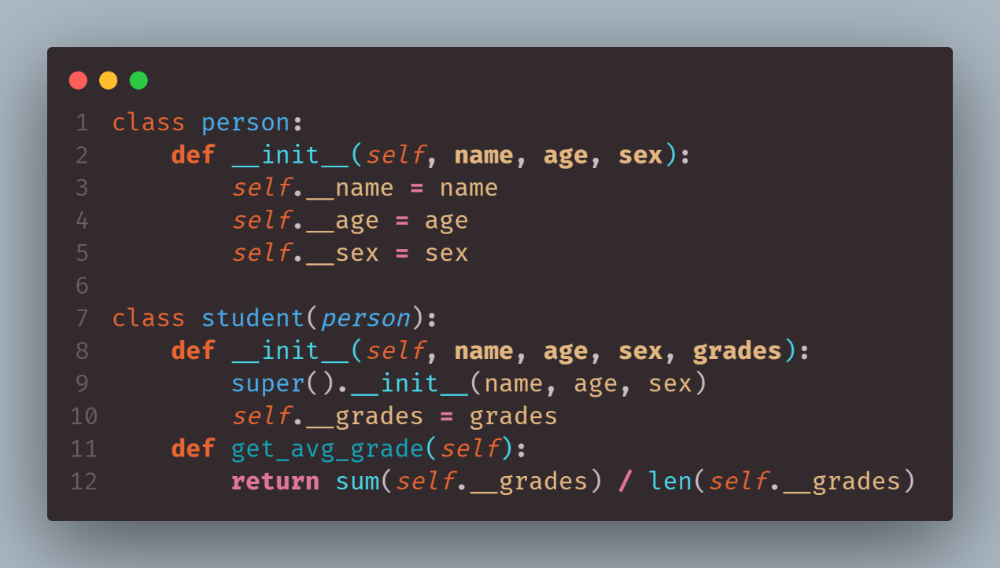 1 class person:
2     def __init__(self, name, age, sex):
3         self.__name = name
4         self.__age = age
5         self.__sex = sex
6
7 class student(person):
8     def __init__(self, name, age, sex, grades):
9         super().__init__(name, age, sex)
10         self.__grades = grades
11     def get_avg_grade(self):
12         return sum(self.__grades) / len(self.__grades)